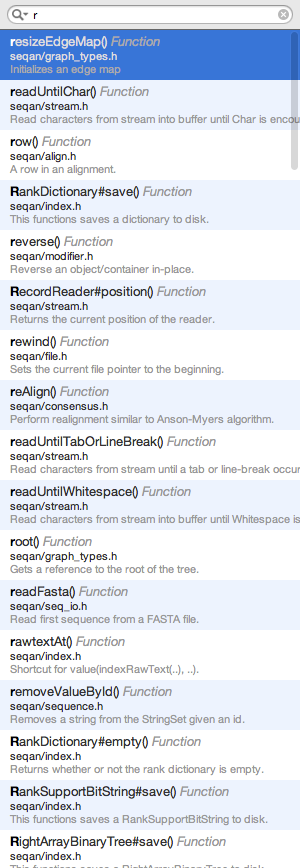 r
resizeEdgeMap() Function
seqan/graph_types.h
Initializes an edge map
readUntilChar() Function
seqan/stream.h
Read characters from stream into buffer until Char is encou
row() Function
seqan/align.h
A row in an alignment.
RankDictionary#save() Function
seqan/index.h
This functions saves a dictionary to disk.
reverse() Function
seqan/modifier.h
Reverse an object/container in-place.
RecordReader#position() Function
seqan/stream.h
Returns the current position of the reader.
rewind() Function
seqan/file.h
Sets the current file pointer to the beginning.
reAlign() Function
seqan/consensus.h
Perform realignment similar to Anson-Myers algorithm.
readUntilTabOrLineBreak() Function
seqan/stream.h
Read characters from stream until a tab or line-break occur
readUntilWhitespace() Function
seqan/stream.h
Read characters from stream into buffer until Whitespace is
root() Function
seqan/graph_types.h
Gets a reference to the root of the tree.
readFasta() Function
seqan/seq_io.h
Read first sequence from a FASTA file.
rawtextAt() Function
seqan/index.h
Shortcut for value(indexRawText(..), ..).
removeValueById() Function
seqan/sequence.h
Removes a string from the StringSet given an id.
RankDictionary#empty() Function
seqan/index.h
Returns whether or not the rank dictionary is empty.
RankSupportBitString#save() Function
seqan/index.h
This functions saves a RankSupportBitString to disk.
RightArrayBinaryTree#save() Function
seqan/index.h
This functions saves a RightArrayBinaryTree to disk.